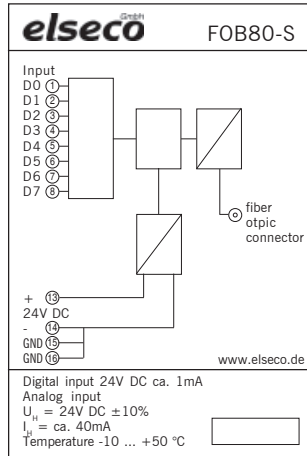 elseco GmbH
FOB80-S
Input
D0 1
D1 2
D2 3
D3 4
D4 5
D5 6
D6 7
D7 8
fiber
otpic
connector
+ 13
24V DC
- 14
GND 15
GND 16
www.elseco.de
Digital input 24V DC ca. 1mA
Analog input
UH = 24V DC ±10%
IH = ca. 40mA
Temperature -10 ... +50 °C